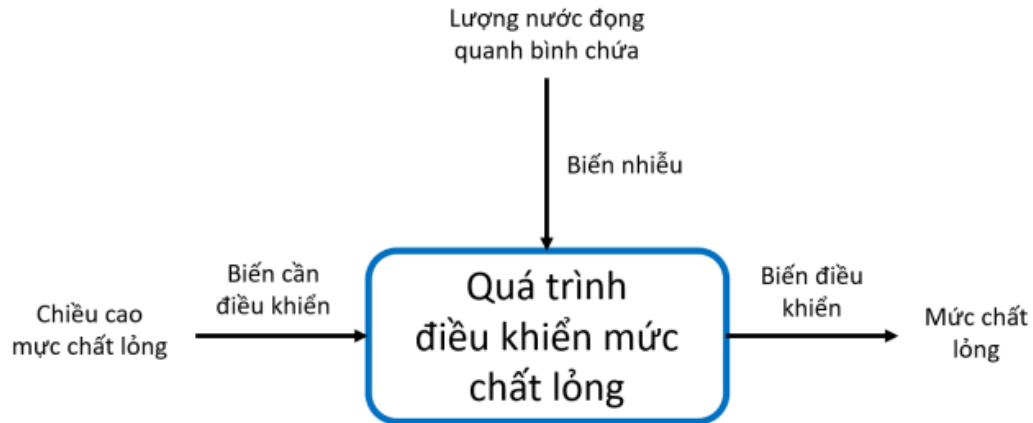 Lượng nước đọng
quanh bình chứa
Biến nhiễu
Biến cần
điều khiển
Chiều cao
mực chất lỏng
Quá trình
điều khiển mức
chất lỏng
Biến điều
khiển
Mức chất
lỏng